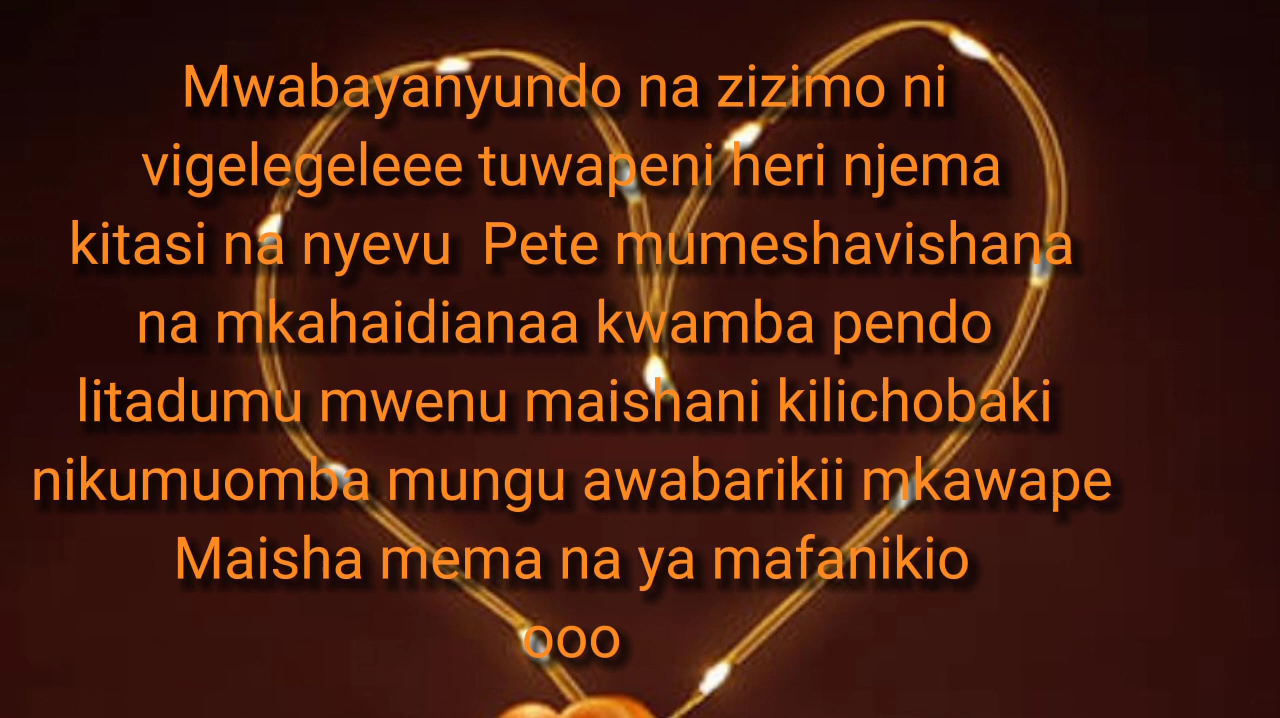 Mwabayanyundo na zizimo ni
vigelegeleee tuwapeni heri njema
kitasi na nyevu  Pete mumeshavishana
na mkahaidianaa kwamba pendo
litadumu mwenu maishani kilichobaki
nikumuomba mungu awabarikii mkawape
Maisha mema na ya mafanikio
ooo